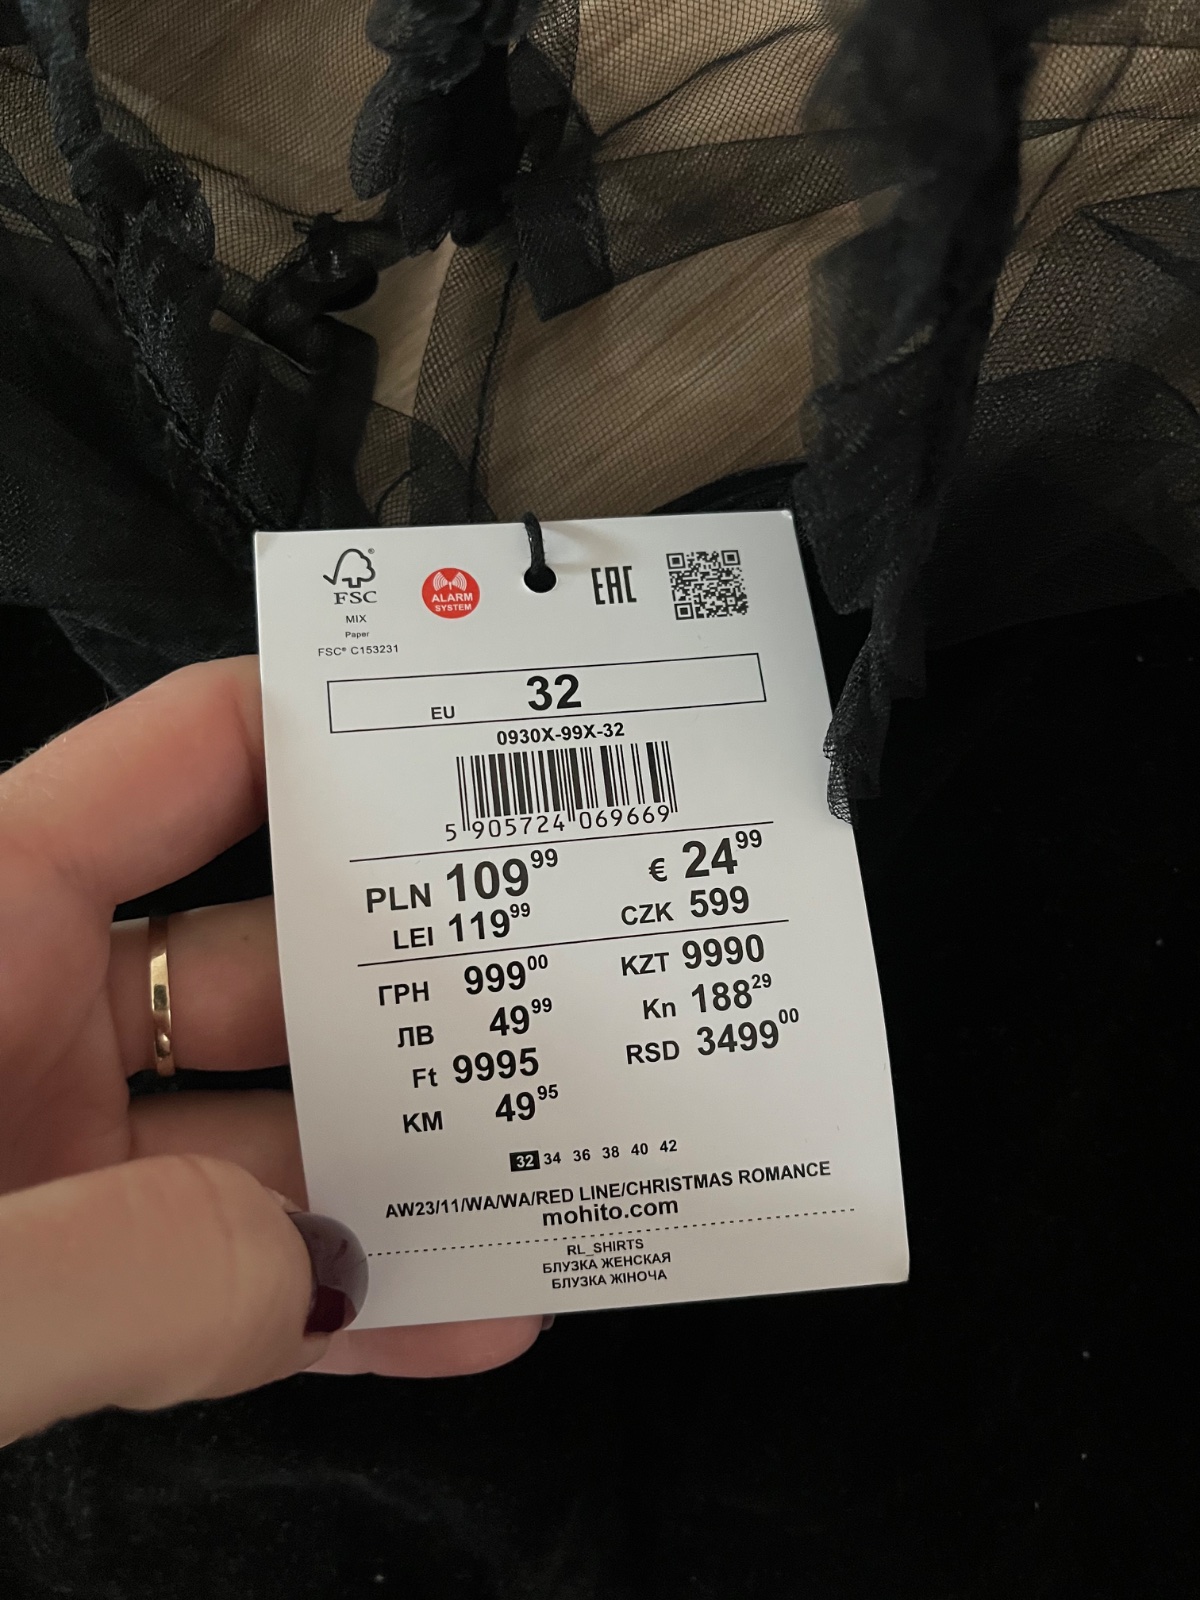 FSC®
MIX
Paper
FSC® C153231
ALARM
SYSTEM
EAC
EU 32
0930X-99X-32
5 905724 069669
PLN 109 99
€ 24 99
LEI 119 99
CZK 599
ГРН 999 00
KZT 9990
ЛВ 49 99
Kn 188 29
Ft 9995
RSD 3499 00
KM 49 95
32 34 36 38 40 42
AW23/11/WA/WA/RED LINE/CHRISTMAS ROMANCE
mohito.com
RL_SHIRTS
БЛУЗКА ЖЕНСКАЯ
БЛУЗКА ЖІНОЧА